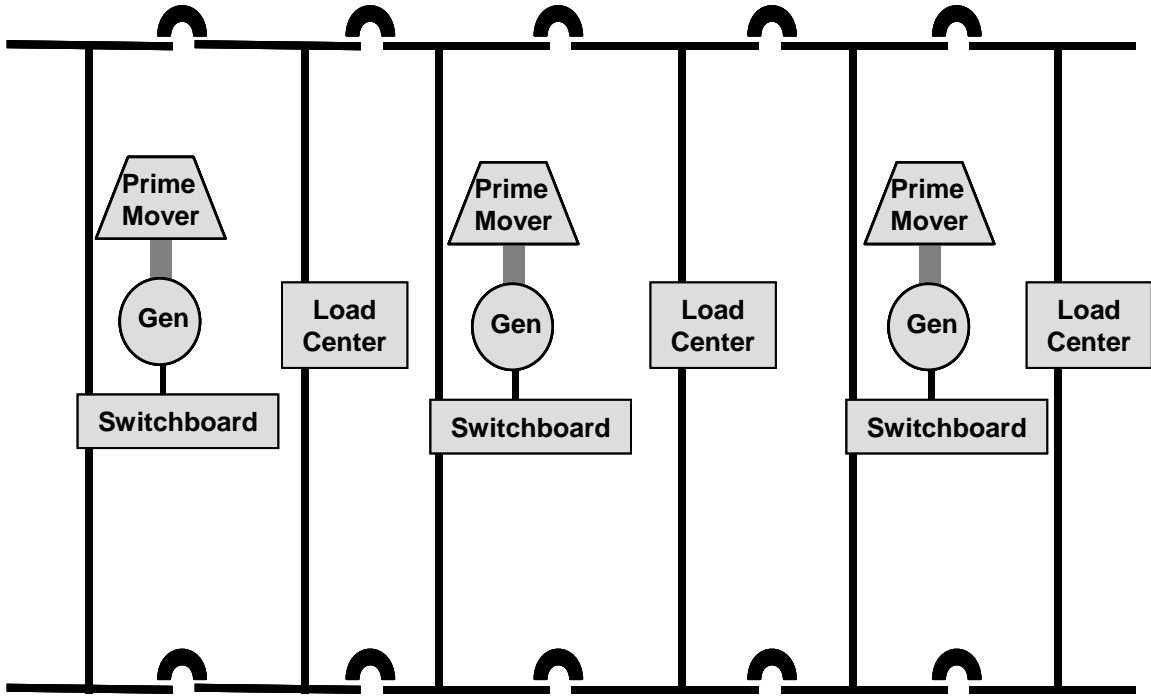 Prime
Mover
Gen
Switchboard
Load
Center
Prime
Mover
Gen
Switchboard
Load
Center
Prime
Mover
Gen
Switchboard
Load
Center